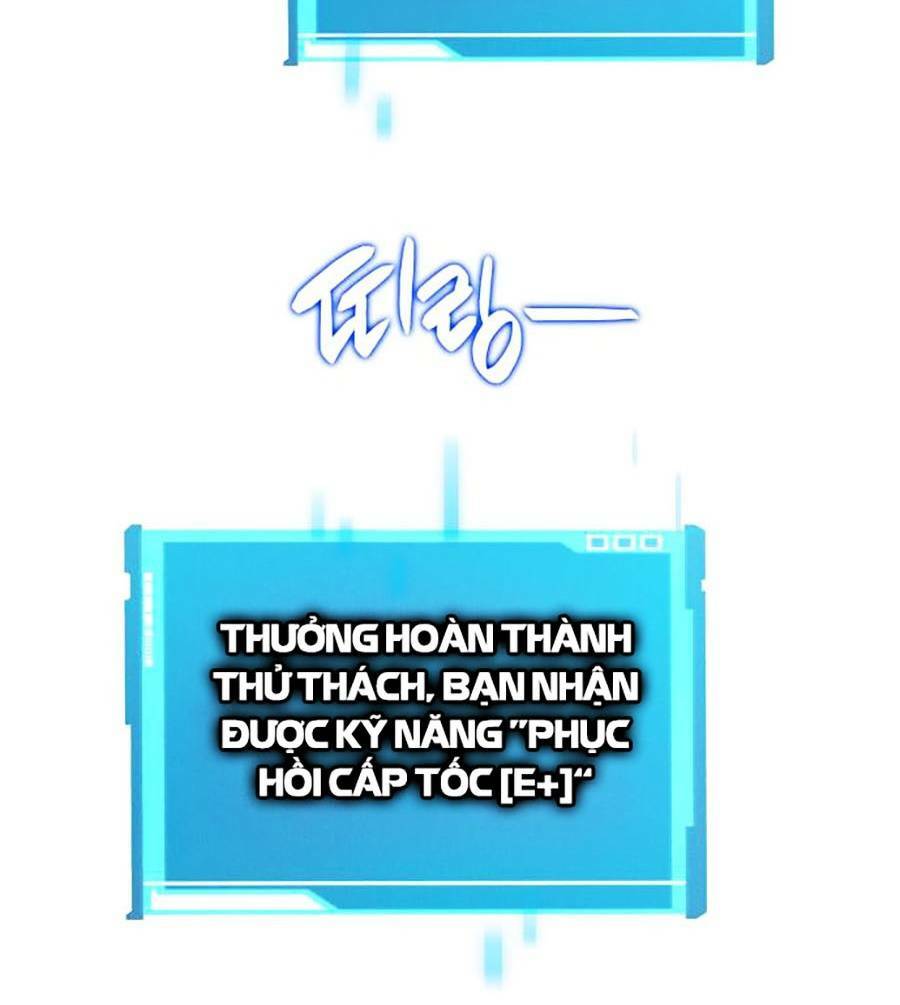 띠링—
THƯỞNG HOÀN THÀNH
THỬ THÁCH, BẠN NHẬN
ĐƯỢC KỸ NĂNG "PHỤC
HỒI CẤP TỐC [E+]“